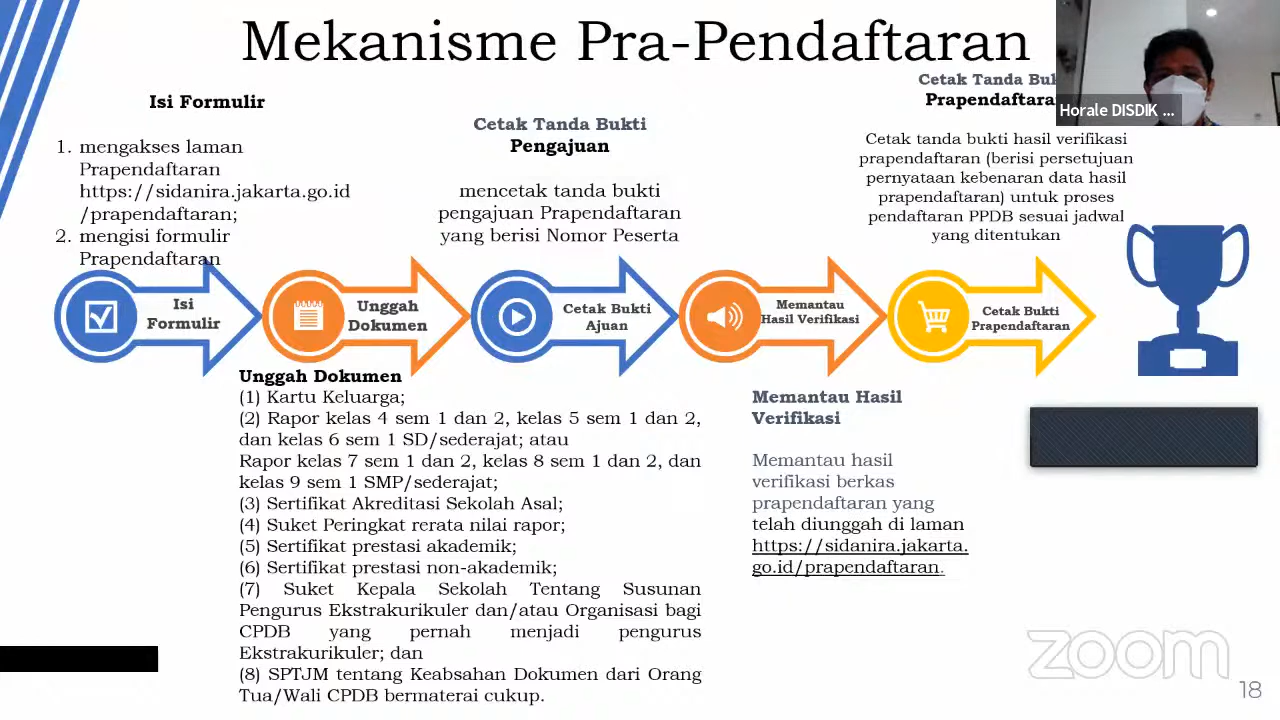 Mekanisme Pra-Pendaftaran
Isi Formulir
1. mengakses laman
Prapendaftaran
https://sidanira.jakarta.go.id
/prapendaftaran;
2. mengisi formulir
Prapendaftaran
Cetak Tanda Bukti
Pengajuan
mencetak tanda bukti
pengajuan Prapendaftaran
yang berisi Nomor Peserta
Cetak Tanda
Horale DISDIK ...
Cetak tanda bukti hasil verifikasi
prapendaftaran (berisi persetujuan
pernyataan kebenaran data hasil
prapendaftaran) untuk proses
pendaftaran PPDB sesuai jadwal
yang ditentukan
Isi
Formulir
Unggah
Dokumen
Cetak Bukti
Ajuan
Memantau
Hasil Verifikasi
Cetak Bukti
Prapendaftaran
Unggah Dokumen
(1) Kartu Keluarga;
(2) Rapor kelas 4 sem 1 dan 2, kelas 5 sem 1 dan 2,
dan kelas 6 sem 1 SD/sederajat; atau
Rapor kelas 7 sem 1 dan 2, kelas 8 sem 1 dan 2, dan
kelas 9 sem 1 SMP/sederajat;
(3) Sertifikat Akreditasi Sekolah Asal;
(4) Suket Peringkat rerata nilai rapor;
(5) Sertifikat prestasi akademik;
(6) Sertifikat prestasi non-akademik;
(7) Suket Kepala Sekolah Tentang Susunan
Pengurus Ekstrakurikuler dan/atau Organisasi bagi
CPDB yang pernah menjadi pengurus
Ekstrakurikuler; dan
(8) SPTJM tentang Keabsahan Dokumen dari Orang
Tua/Wali CPDB bermaterai cukup.
Memantau Hasil
Verifikasi
Memantau hasil
verifikasi berkas
prapendaftaran yang
telah diunggah di laman
https://sidanira.jakarta.
go.id/prapendaftaran.
zoom
18